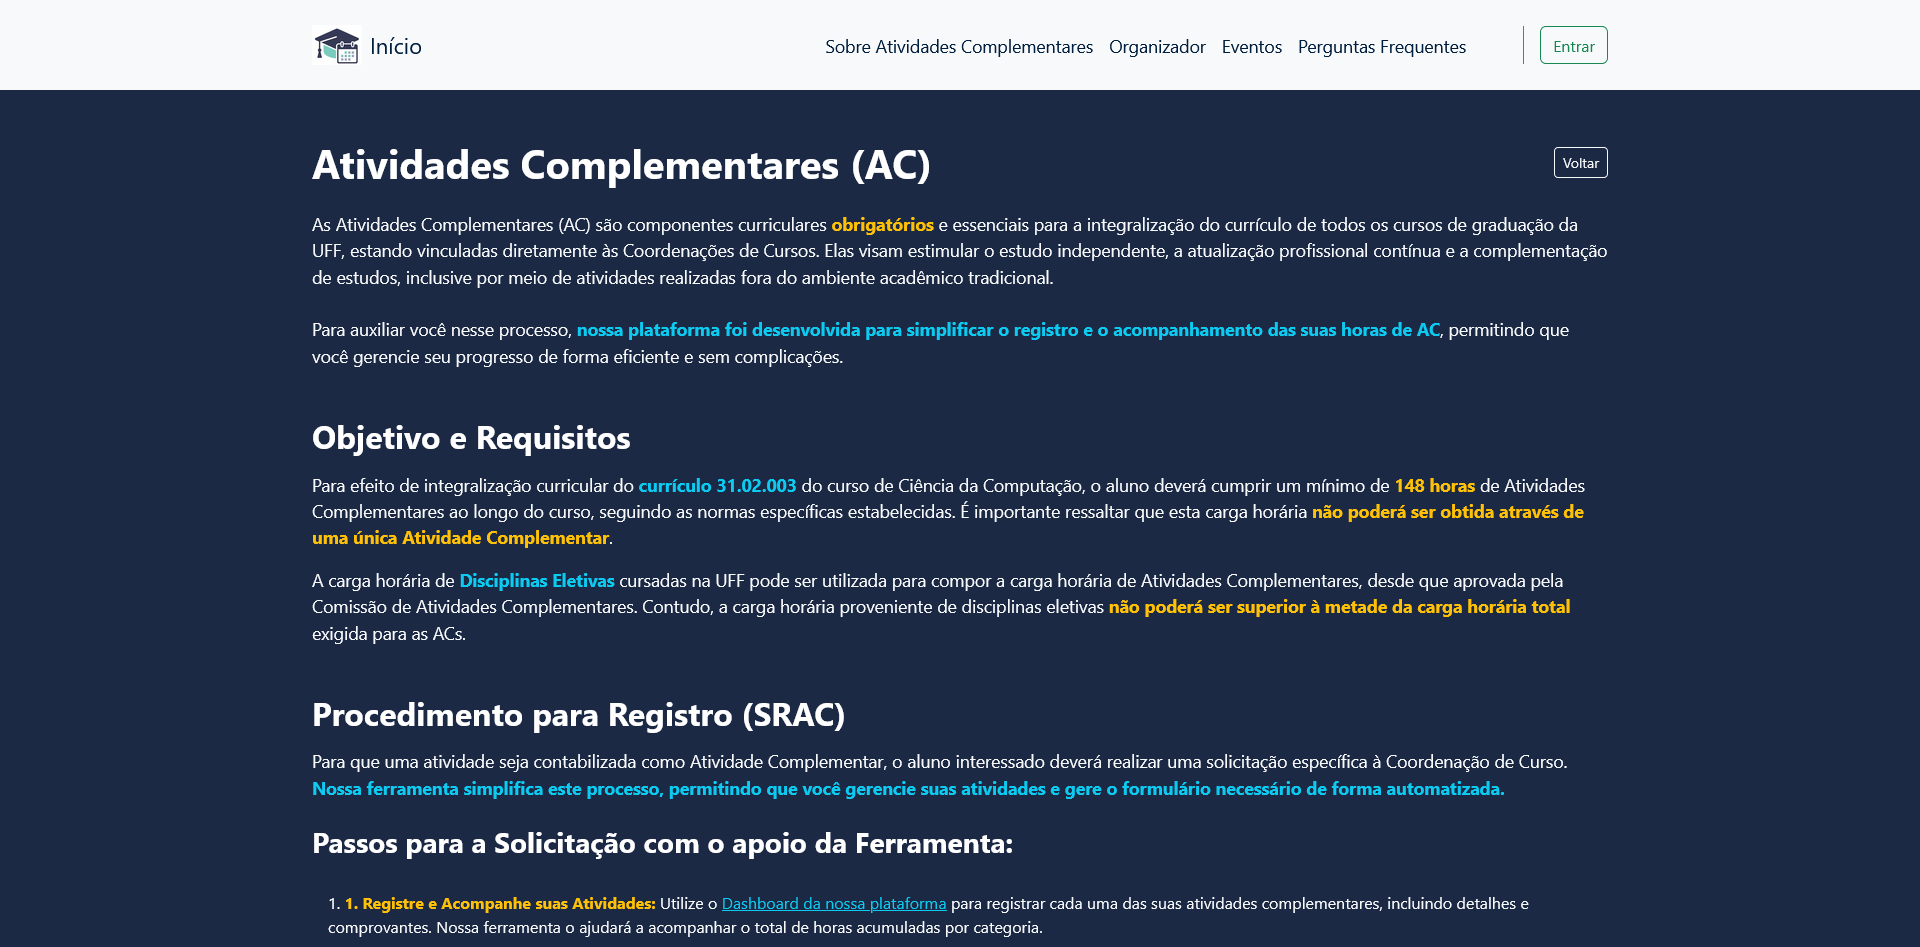 Início
Sobre Atividades Complementares Organizador Eventos Perguntas Frequentes
Entrar
Atividades Complementares (AC)
Voltar
As Atividades Complementares (AC) são componentes curriculares obrigatórios e essenciais para a integralização do currículo de todos os cursos de graduação da
UFF, estando vinculadas diretamente às Coordenações de Cursos. Elas visam estimular o estudo independente, a atualização profissional contínua e a complementação
de estudos, inclusive por meio de atividades realizadas fora do ambiente acadêmico tradicional.
Para auxiliar você nesse processo, nossa plataforma foi desenvolvida para simplificar o registro e o acompanhamento das suas horas de AC, permitindo que
você gerencie seu progresso de forma eficiente e sem complicações.
Objetivo e Requisitos
Para efeito de integralização curricular do currículo 31.02.003 do curso de Ciência da Computação, o aluno deverá cumprir um mínimo de 148 horas de Atividades
Complementares ao longo do curso, seguindo as normas específicas estabelecidas. É importante ressaltar que esta carga horária não poderá ser obtida através de
uma única Atividade Complementar.
A carga horária de Disciplinas Eletivas cursadas na UFF pode ser utilizada para compor a carga horária de Atividades Complementares, desde que aprovada pela
Comissão de Atividades Complementares. Contudo, a carga horária proveniente de disciplinas eletivas não poderá ser superior à metade da carga horária total
exigida para as ACs.
Procedimento para Registro (SRAC)
Para que uma atividade seja contabilizada como Atividade Complementar, o aluno interessado deverá realizar uma solicitação específica à Coordenação de Curso.
Nossa ferramenta simplifica este processo, permitindo que você gerencie suas atividades e gere o formulário necessário de forma automatizada.
Passos para a Solicitação com o apoio da Ferramenta:
1. 1. Registre e Acompanhe suas Atividades: Utilize o Dashboard da nossa plataforma para registrar cada uma das suas atividades complementares, incluindo detalhes e
comprovantes. Nossa ferramenta o ajudará a acompanhar o total de horas acumuladas por categoria.